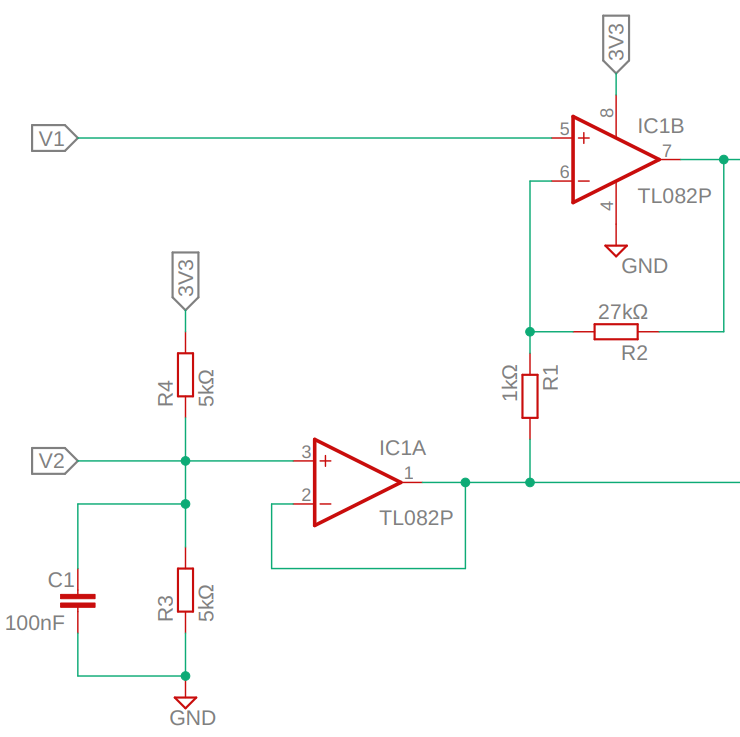 3V3
V1
5
+
8
IC1B
7
6
−
4
TL082P
GND
3V3
27kΩ
R2
R4
5kΩ
1kΩ
R1
V2
3
+
IC1A
1
2
−
TL082P
C1
100nF
R3
5kΩ
GND